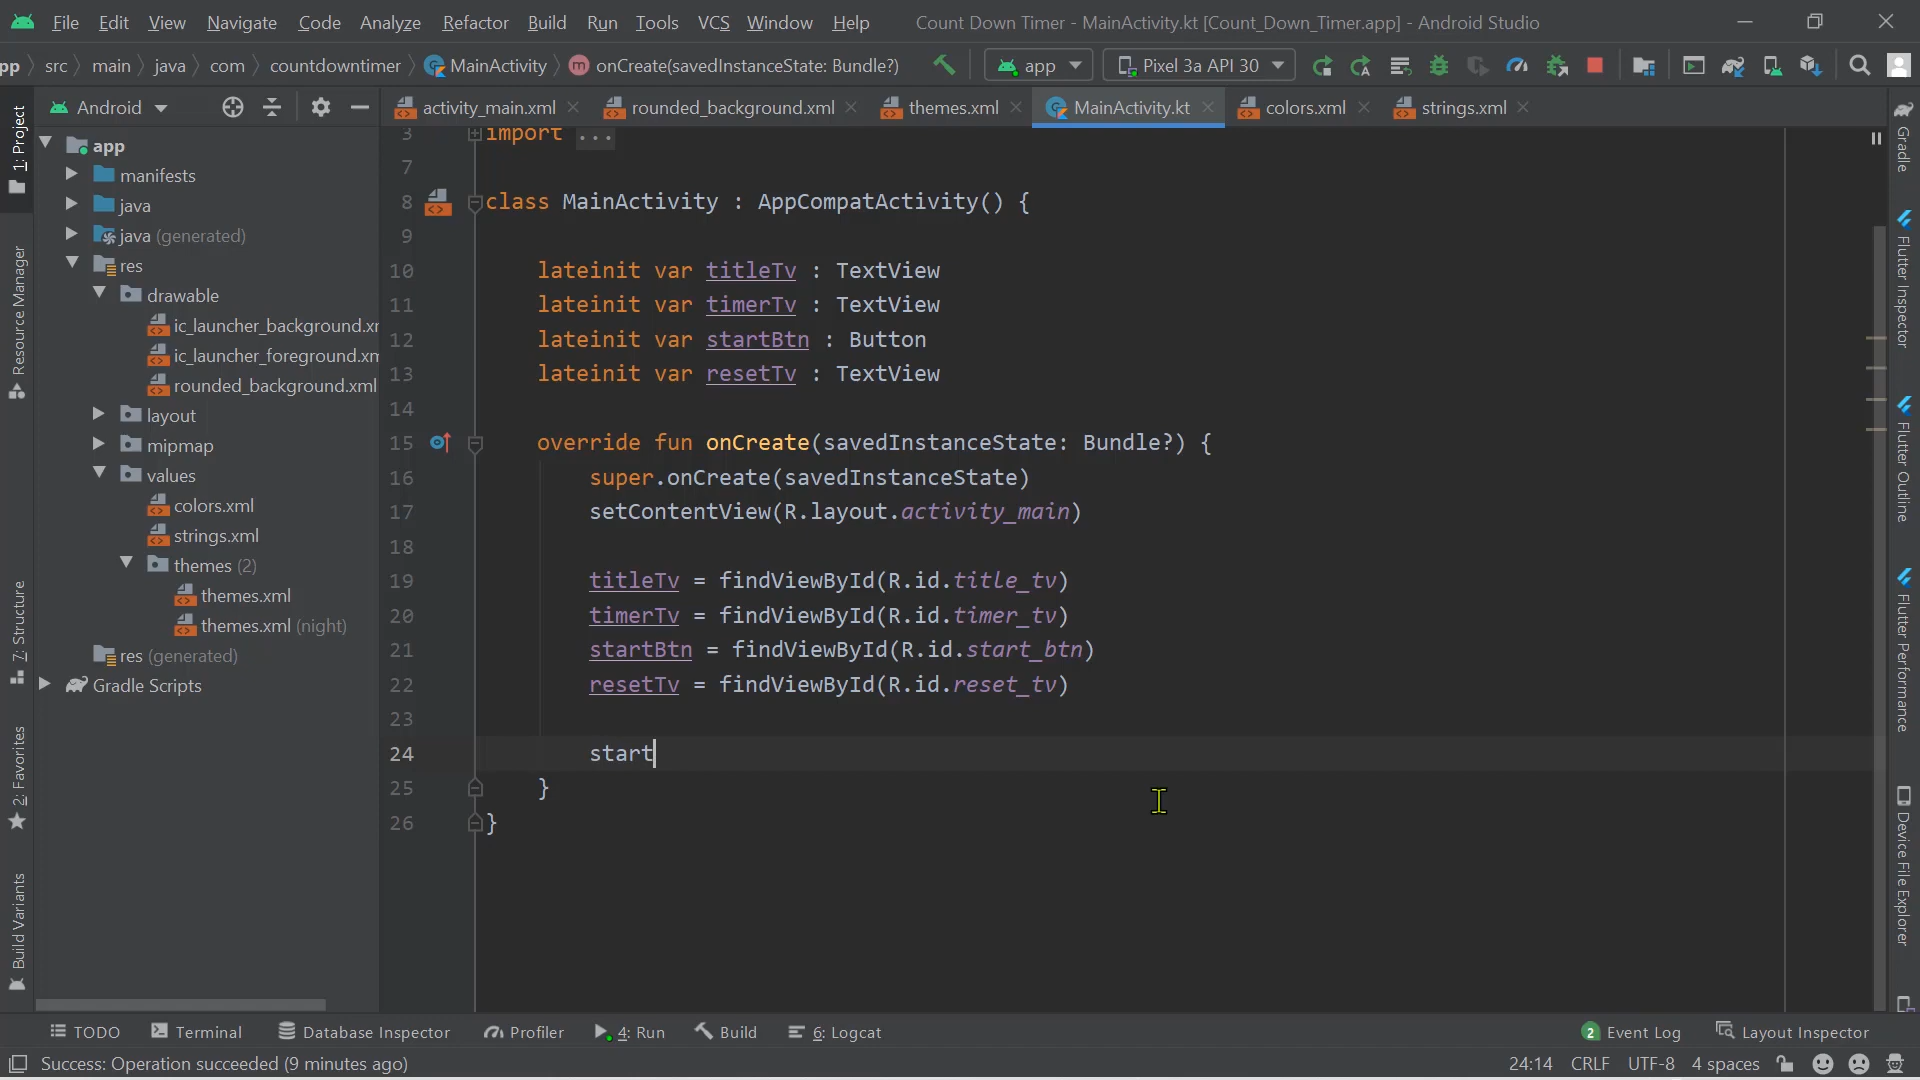 File Edit View Navigate Code Analyze Refactor Build Run Tools VCS Window Help Count Down Timer - MainActivity.kt [Count_Down_Timer.app] - Android Studio
pp src main java com countdowntimer MainActivity onCreate(savedInstanceState: Bundle?) app Pixel 3a API 30
Android activity_main.xml rounded_background.xml themes.xml MainActivity.kt colors.xml strings.xml
1: Project
Resource Manager
7: Structure
2: Favorites
Build Variants
app
manifests
java
java (generated)
res
drawable
ic_launcher_background.xm
ic_launcher_foreground.xm
rounded_background.xml
layout
mipmap
values
colors.xml
strings.xml
themes (2)
themes.xml
themes.xml (night)
res (generated)
Gradle Scripts
3 import ...
7
8 class MainActivity : AppCompatActivity() {
9
10 lateinit var titleTv : TextView
11 lateinit var timerTv : TextView
12 lateinit var startBtn : Button
13 lateinit var resetTv : TextView
14
15 override fun onCreate(savedInstanceState: Bundle?) {
16 super.onCreate(savedInstanceState)
17 setContentView(R.layout.activity_main)
18
19 titleTv = findViewById(R.id.title_tv)
20 timerTv = findViewById(R.id.timer_tv)
21 startBtn = findViewById(R.id.start_btn)
22 resetTv = findViewById(R.id.reset_tv)
23
24 start
25 }
26 }
Gradle
Flutter Inspector
Flutter Outline
Flutter Performance
Device File Explorer
TODO Terminal Database Inspector Profiler 4: Run Build 6: Logcat 2 Event Log Layout Inspector
Success: Operation succeeded (9 minutes ago) 24:14 CRLF UTF-8 4 spaces